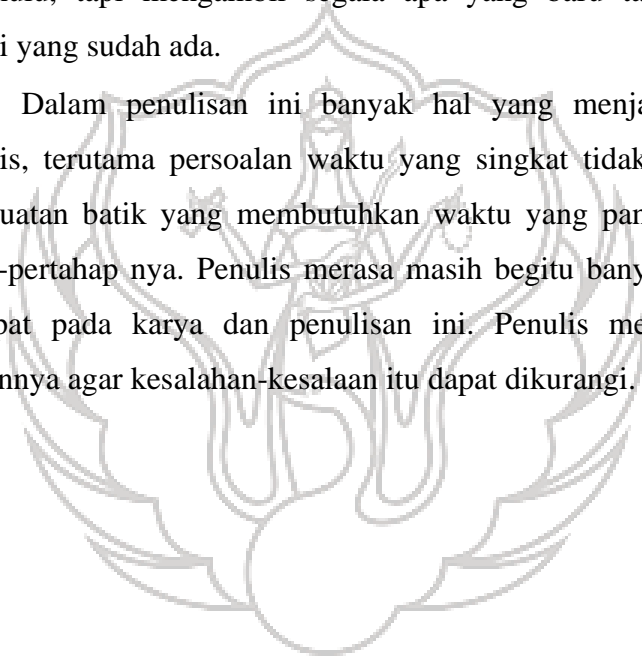 tapi mengambil segala apa yang baru
i yang sudah ada.
Dalam penulisan ini banyak hal yang menja
is, terutama persoalan waktu yang singkat tidak
uatan batik yang membutuhkan waktu yang pan
-pertahap nya. Penulis merasa masih begitu bany
pat pada karya dan penulisan ini. Penulis me
nnya agar kesalahan-kesalaan itu dapat dikurangi.